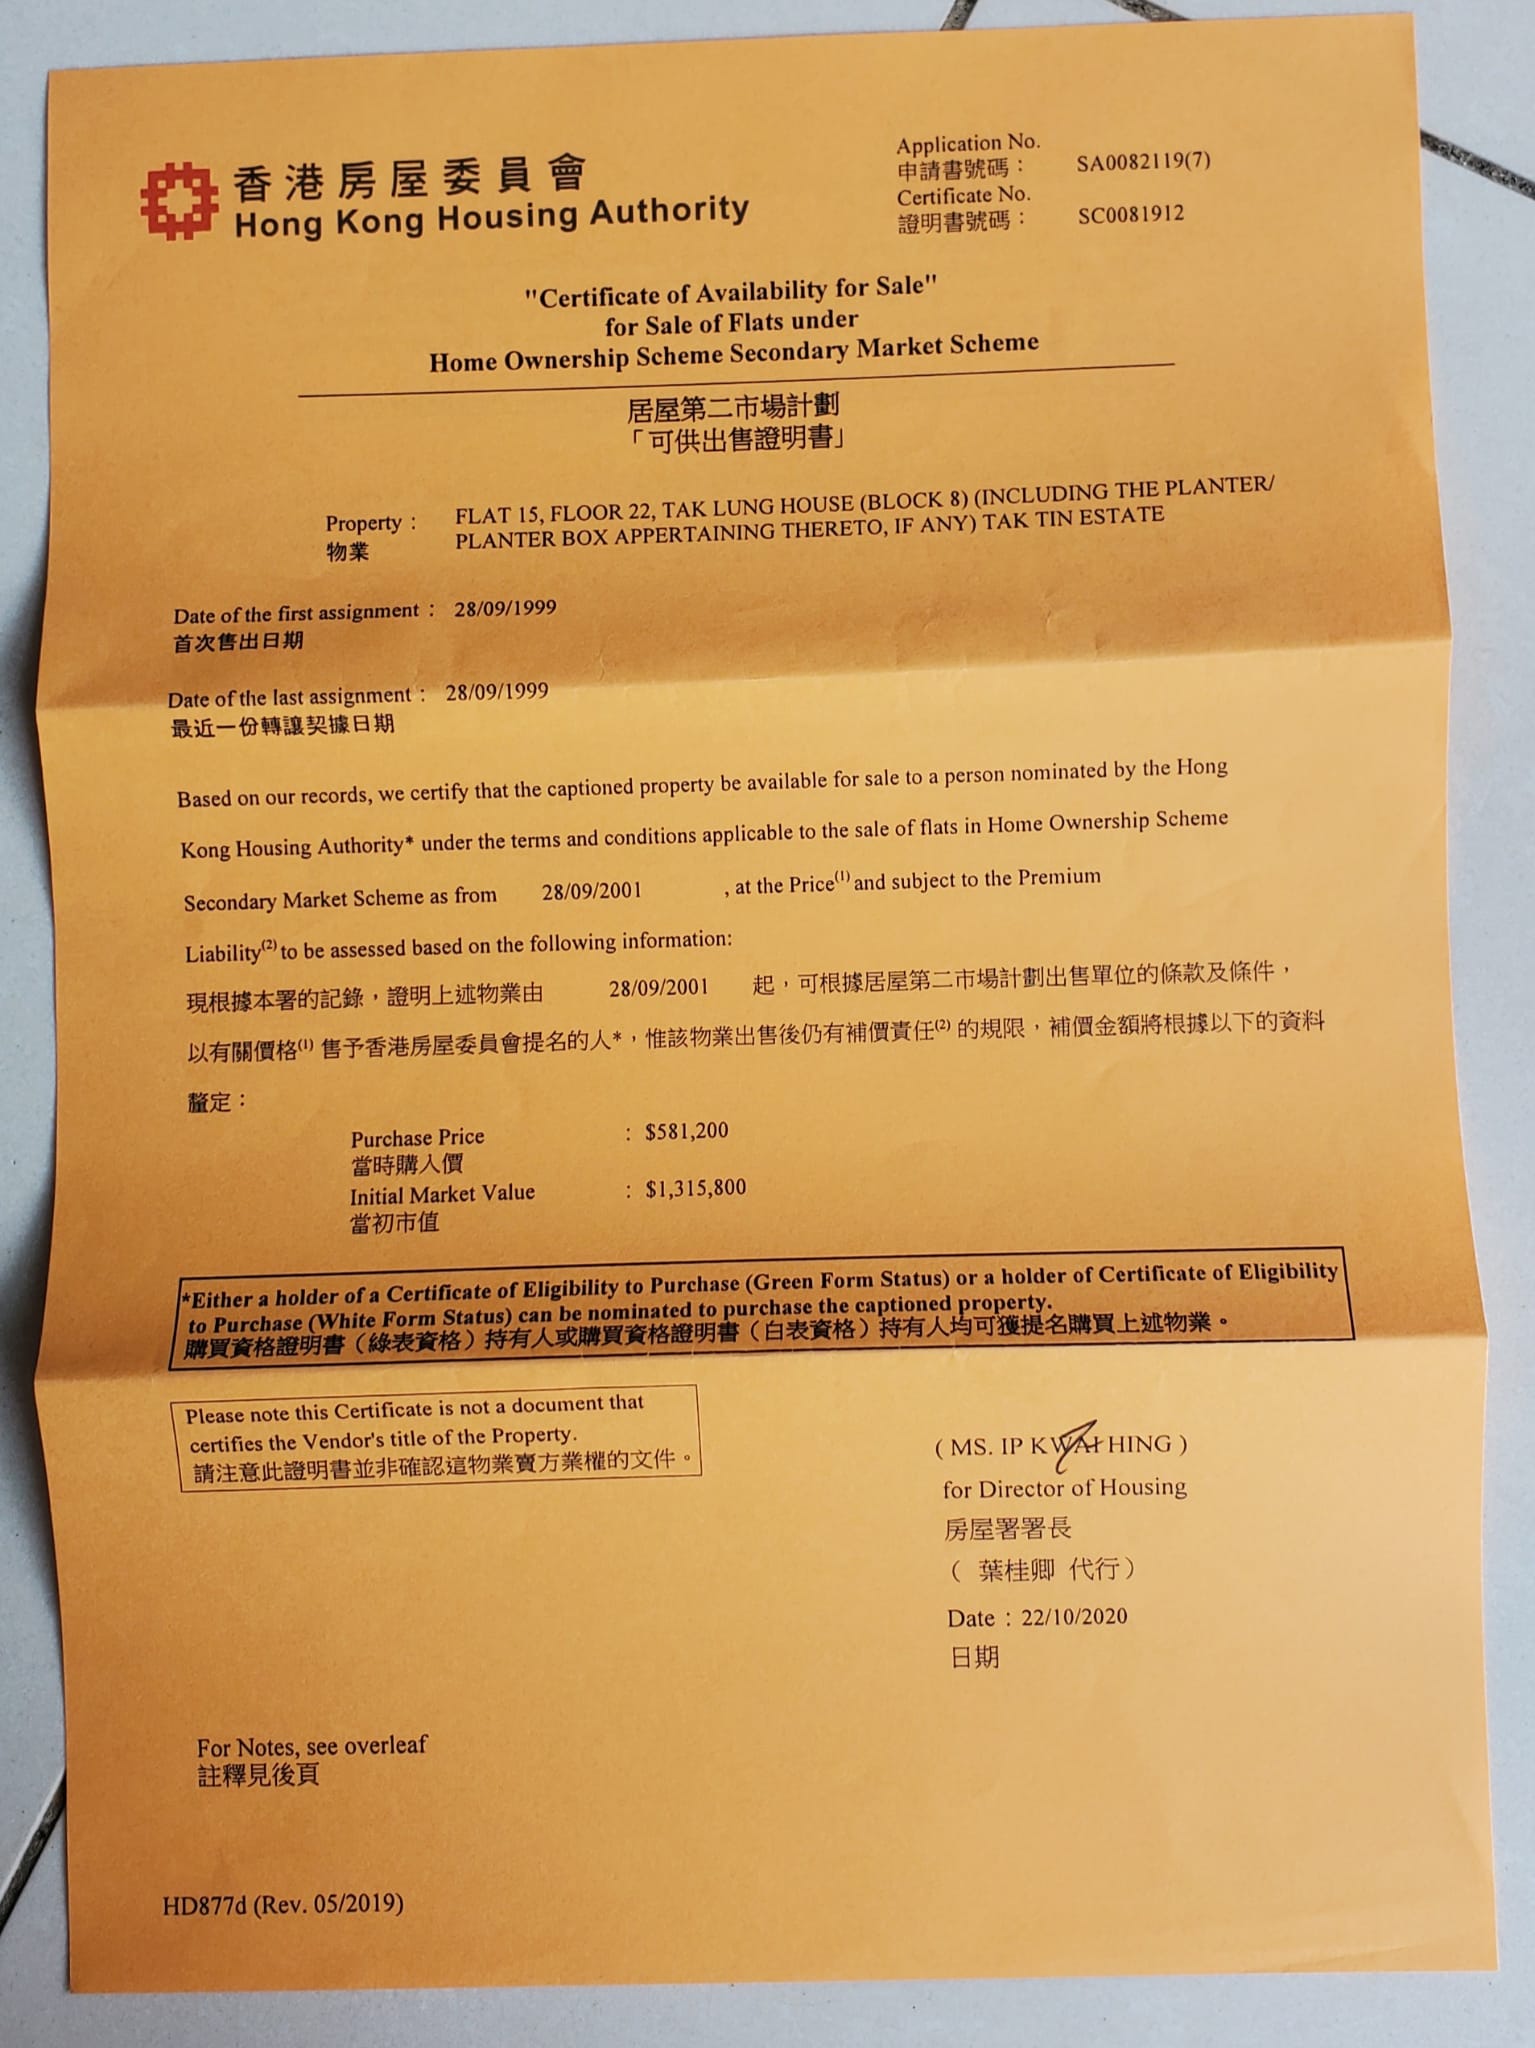 香港房屋委員會
Hong Kong Housing Authority
Application No.
申請書號碼： SA0082119(7)
Certificate No.
證明書號碼： SC0081912
"Certificate of Availability for Sale"
for Sale of Flats under
Home Ownership Scheme Secondary Market Scheme
居屋第二市場計劃
「可供出售證明書」
Property : FLAT 15, FLOOR 22, TAK LUNG HOUSE (BLOCK 8) (INCLUDING THE PLANTER/
物業 PLANTER BOX APPERTAINING THERETO, IF ANY) TAK TIN ESTATE
Date of the first assignment : 28/09/1999
首次售出日期
Date of the last assignment : 28/09/1999
最近一份轉讓契據日期
Based on our records, we certify that the captioned property be available for sale to a person nominated by the Hong
Kong Housing Authority* under the terms and conditions applicable to the sale of flats in Home Ownership Scheme
Secondary Market Scheme as from 28/09/2001 , at the Price(1) and subject to the Premium
Liability(2) to be assessed based on the following information:
現根據本署的記錄，證明上述物業由 28/09/2001 起，可根據居屋第二市場計劃出售單位的條款及條件，
以有關價格(1) 售予香港房屋委員會提名的人*，惟該物業出售後仍有補價責任(2) 的規限，補價金額將根據以下的資料
釐定：
Purchase Price : $581,200
當時購入價
Initial Market Value : $1,315,800
當初市值
*Either a holder of a Certificate of Eligibility to Purchase (Green Form Status) or a holder of Certificate of Eligibility
to Purchase (White Form Status) can be nominated to purchase the captioned property.
購買資格證明書（綠表資格）持有人或購買資格證明書（白表資格）持有人均可獲提名購買上述物業。
Please note this Certificate is not a document that
certifies the Vendor's title of the Property.
請注意此證明書並非確認這物業賣方業權的文件。
( MS. IP KWAI HING )
for Director of Housing
房屋署署長
（ 葉桂卿 代行）
Date : 22/10/2020
日期
For Notes, see overleaf
註釋見後頁
HD877d (Rev. 05/2019)